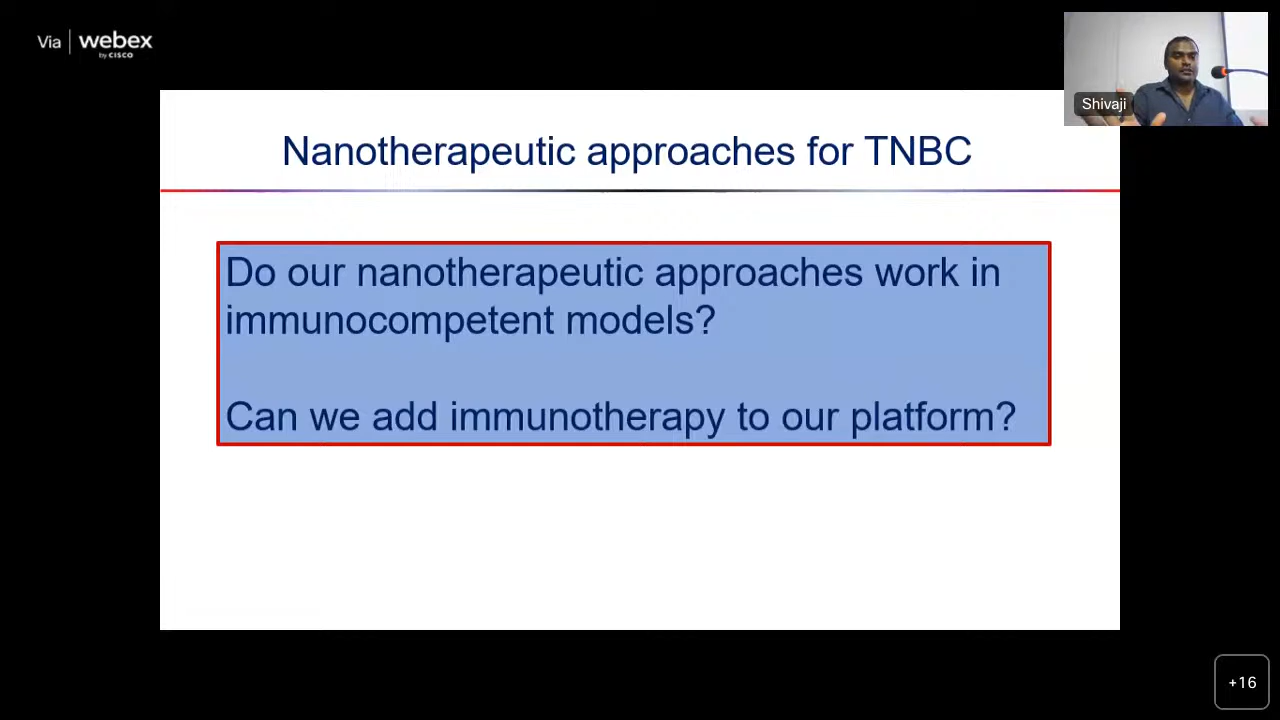 Via webex
by CISCO
Shivaji
Nanotherapeutic approaches for TNBC
Do our nanotherapeutic approaches work in
immunocompetent models?
Can we add immunotherapy to our platform?
+16